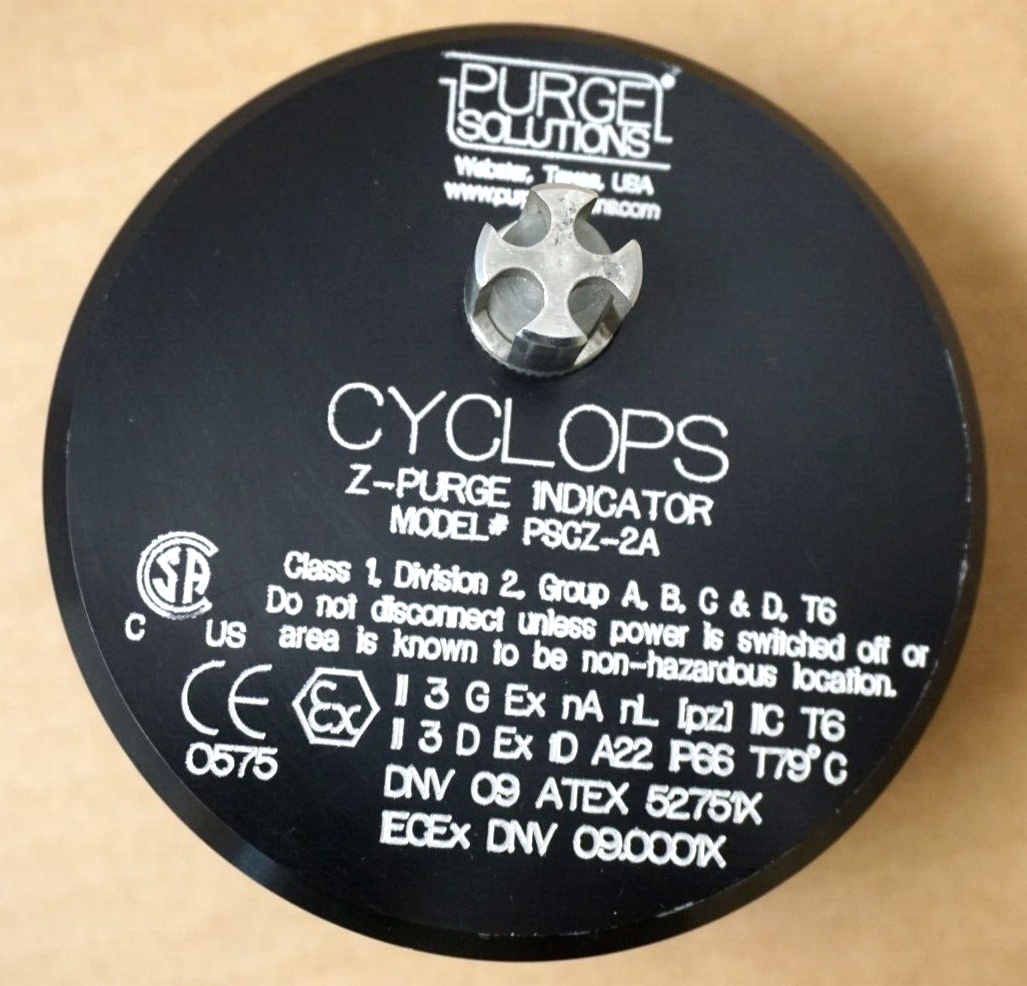 PURGE
SOLUTIONS
Webster, Texas, USA
CYCLOPS
Z-PURGE INDICATOR
MODEL# PSCZ-2A
CSA
C US
Class 1, Division 2, Group A, B, C & D, T6
Do not disconnect unless power is switched off or
area is known to be non-hazardous location.
CE
0575
Ex
II 3 G Ex nA nL [pz] IIC T6
II 3 D Ex tD A22 IP66 T79°C
DNV 09 ATEX 52751X
IECEx DNV 09.0001X